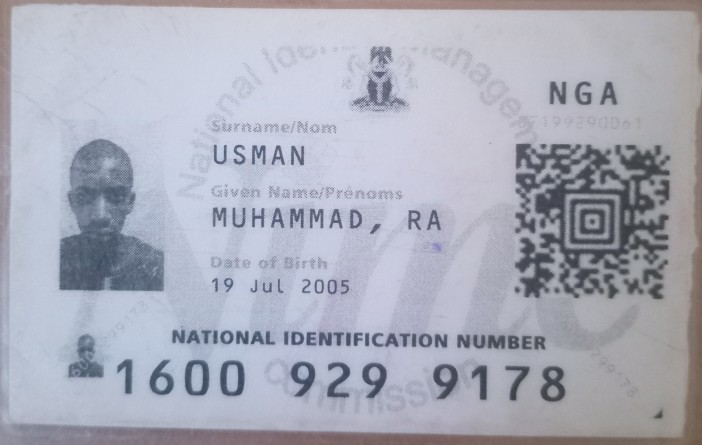 NGA
Surname/Nom
USMAN
Given Name/Prénoms
MUHAMMAD, RA
Date of Birth
19 Jul 2005
NATIONAL IDENTIFICATION NUMBER
1600 929 9178
Commission